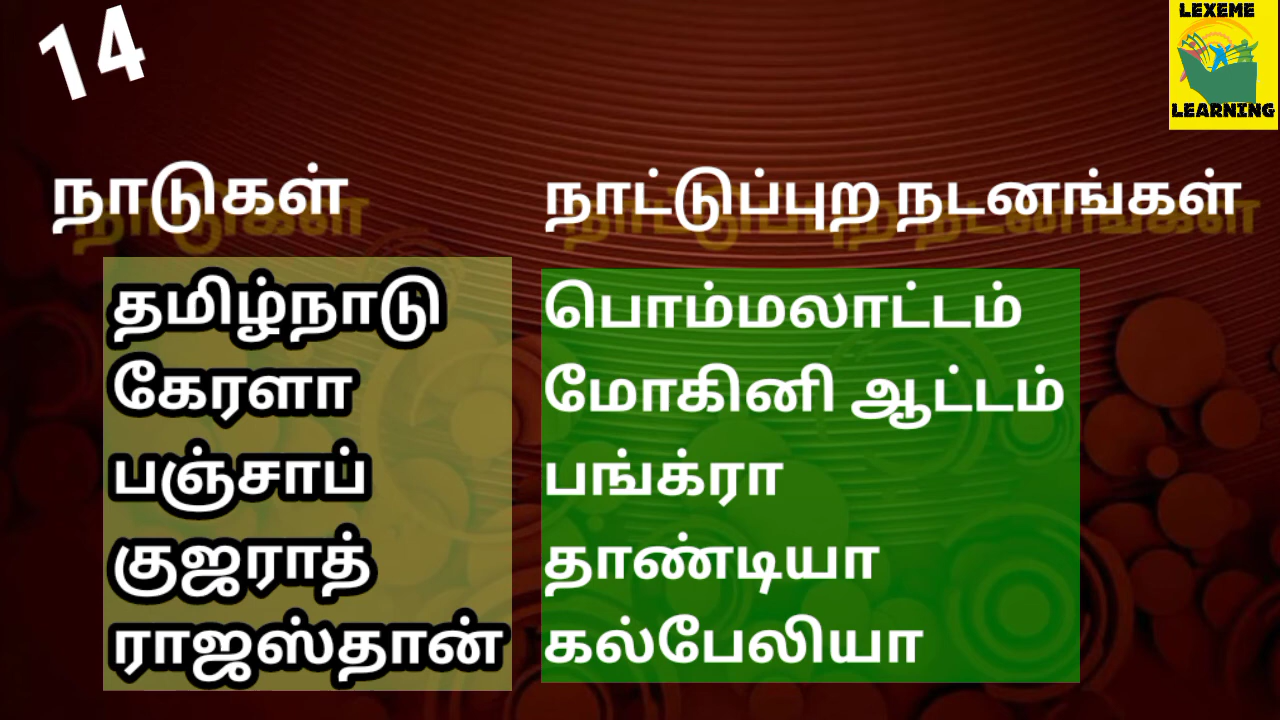 14
LEXEME
LEARNING
நாடுகள்
நாட்டுப்புற நடனங்கள்
தமிழ்நாடு
பொம்மலாட்டம்
கேரளா
மோகினி ஆட்டம்
பஞ்சாப்
பங்க்ரா
குஜராத்
தாண்டியா
ராஜஸ்தான்
கல்பேலியா